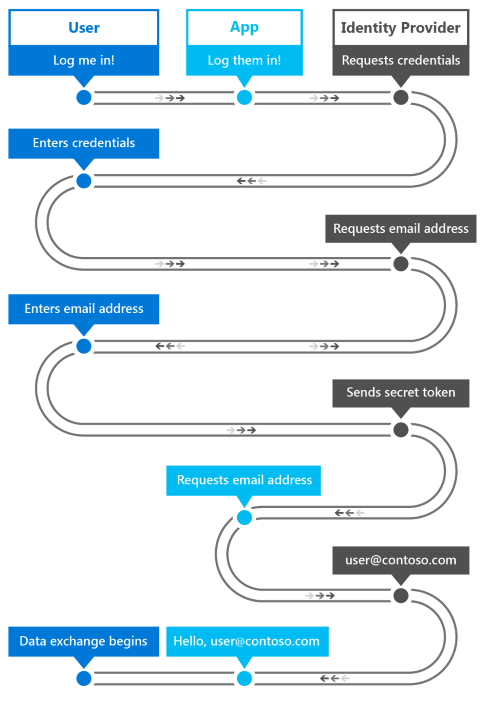 User
App
Identity Provider
Log me in!
Log them in!
Requests credentials
Enters credentials
Requests email address
Enters email address
Sends secret token
Requests email address
user@contoso.com
Data exchange begins
Hello, user@contoso.com